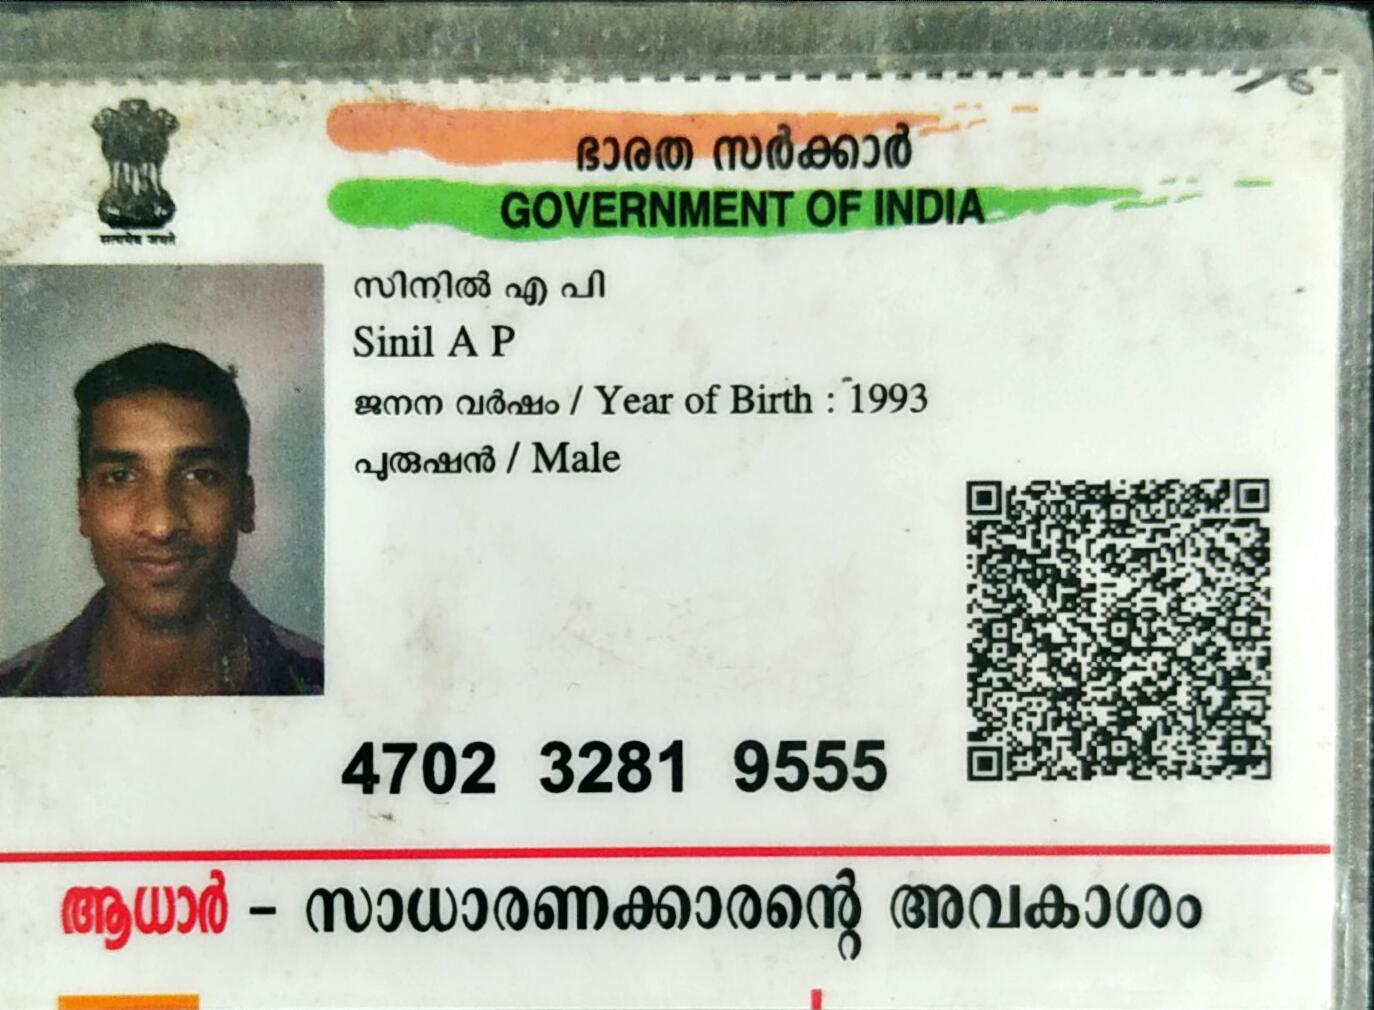 ഭാരത സർക്കാർ
GOVERNMENT OF INDIA
सत्यमेव जयते
സിനിൽ എ പി
Sinil A P
ജനന വർഷം / Year of Birth : 1993
പുരുഷൻ / Male
4702 3281 9555
ആധാർ - സാധാരണക്കാരന്റെ അവകാശം